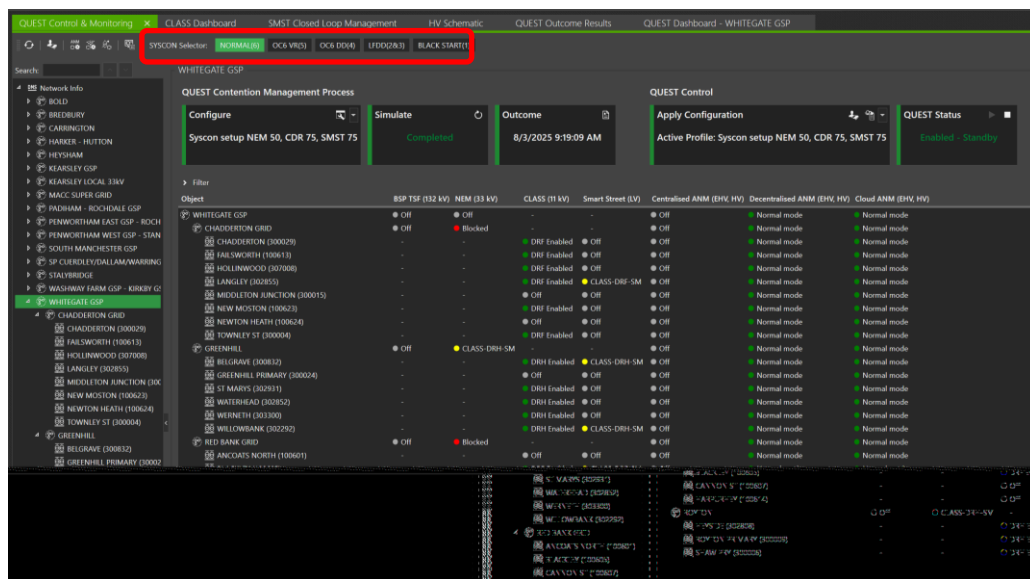 QUEST Control & Monitoring × CLASS Dashboard SMST Closed Loop Management HV Schematic QUEST Outcome Results QUEST Dashboard - WHITEGATE GSP
SYSCON Selector: NORMAL(6) OC6 VR(5) OC6 DD(4) LFDD(2&3) BLACK START(1)
Search:
WHITEGATE GSP
Network Info
BOLD
BREDBURY
CARRINGTON
HARKER - HUTTON
HEYSHAM
KEARSLEY GSP
KEARSLEY LOCAL 33kV
MACC SUPER GRID
PADIHAM - ROCHDALE GSP
PENWORTHAM EAST GSP - ROCH
PENWORTHAM WEST GSP - STAN
SOUTH MANCHESTER GSP
SP CUERDLEY/DALLAM/WARRING
STALYBRIDGE
WASHWAY FARM GSP - KIRKBY GS
WHITEGATE GSP
CHADDERTON GRID
CHADDERTON (300029)
FAILSWORTH (100613)
HOLLINWOOD (307008)
LANGLEY (302855)
MIDDLETON JUNCTION (300
NEW MOSTON (100623)
NEWTON HEATH (100624)
TOWNLEY ST (300004)
GREENHILL
BELGRAVE (300832)
GREENHILL PRIMARY (30002
QUEST Contention Management Process QUEST Control
Configure Simulate Outcome Apply Configuration QUEST Status
Syscon setup NEM 50, CDR 75, SMST 75 Completed 8/3/2025 9:19:09 AM Active Profile: Syscon setup NEM 50, CDR 75, SMST 75 Enabled - Standby
Filter
Object BSP TSF (132 kV) NEM (33 kV) CLASS (11 kV) Smart Street (LV) Centralised ANM (EHV, HV) Decentralised ANM (EHV, HV) Cloud ANM (EHV, HV)
WHITEGATE GSP Off Off - - Off Normal mode Normal mode
CHADDERTON GRID Off Blocked - - Off Normal mode Normal mode
CHADDERTON (300029) - - DRF Enabled Off Off Normal mode Normal mode
FAILSWORTH (100613) - - DRF Enabled Off Off Normal mode Normal mode
HOLLINWOOD (307008) - - DRF Enabled Off Off Normal mode Normal mode
LANGLEY (302855) - - DRF Enabled CLASS-DRF-SM Off Normal mode Normal mode
MIDDLETON JUNCTION (300015) - - Off Off Off Normal mode Normal mode
NEW MOSTON (100623) - - DRF Enabled Off Off Normal mode Normal mode
NEWTON HEATH (100624) - - Off Off Off Normal mode Normal mode
TOWNLEY ST (300004) - - DRF Enabled Off Off Normal mode Normal mode
GREENHILL Off CLASS-DRH-SM - - Off Normal mode Normal mode
BELGRAVE (300832) - - DRH Enabled CLASS-DRH-SM Off Normal mode Normal mode
GREENHILL PRIMARY (300024) - - Off Off Off Normal mode Normal mode
ST MARYS (302931) - - DRH Enabled Off Off Normal mode Normal mode
WATERHEAD (302852) - - DRH Enabled Off Off Normal mode Normal mode
WERNETH (303300) - - DRH Enabled Off Off Normal mode Normal mode
WILLOWBANK (302292) - - DRH Enabled CLASS-DRH-SM Off Normal mode Normal mode
RED BANK GRID Off Blocked - - Off Normal mode Normal mode
ANCOATS NORTH (100601) - - Off Off Off Normal mode Normal mode